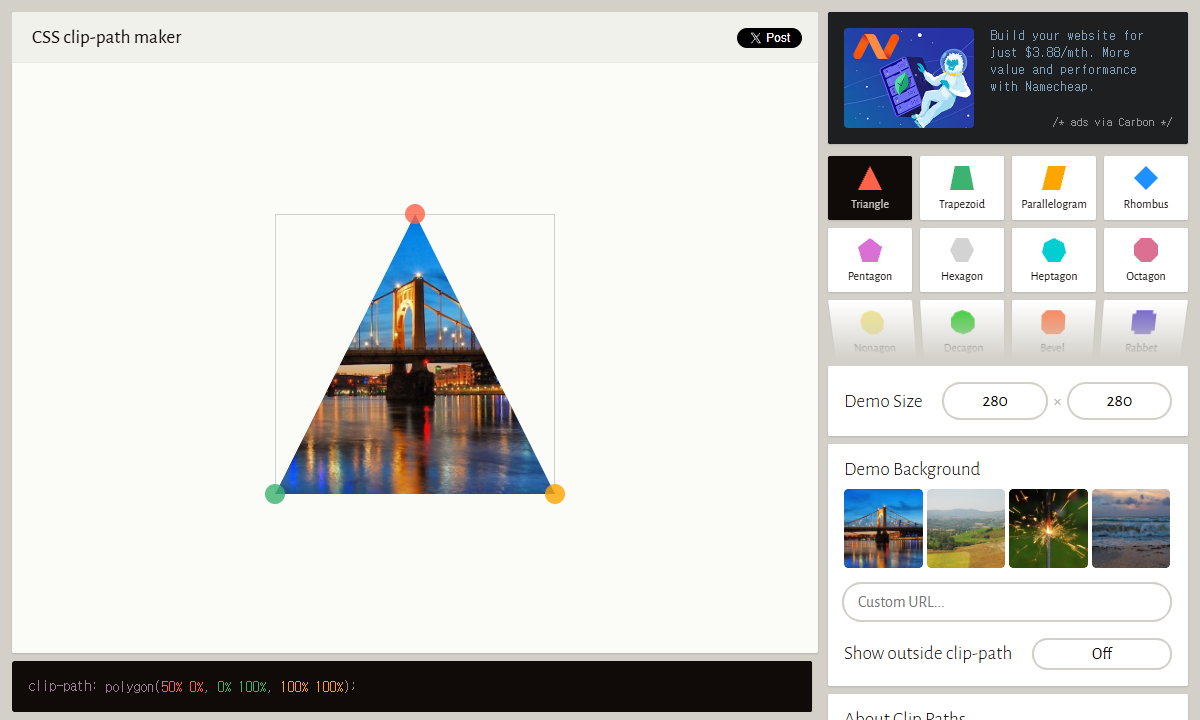 CSS clip-path maker
Post
clip-path: polygon(50% 0%, 0% 100%, 100% 100%);
Build your website for
just $3.88/mth. More
value and performance
with Namecheap.
/* ads via Carbon */
Triangle
Trapezoid
Parallelogram
Rhombus
Pentagon
Hexagon
Heptagon
Octagon
Nonagon
Decagon
Bevel
Rabbet
Demo Size
280 × 280
Demo Background
Custom URL...
Show outside clip-path
Off
About Clip Paths